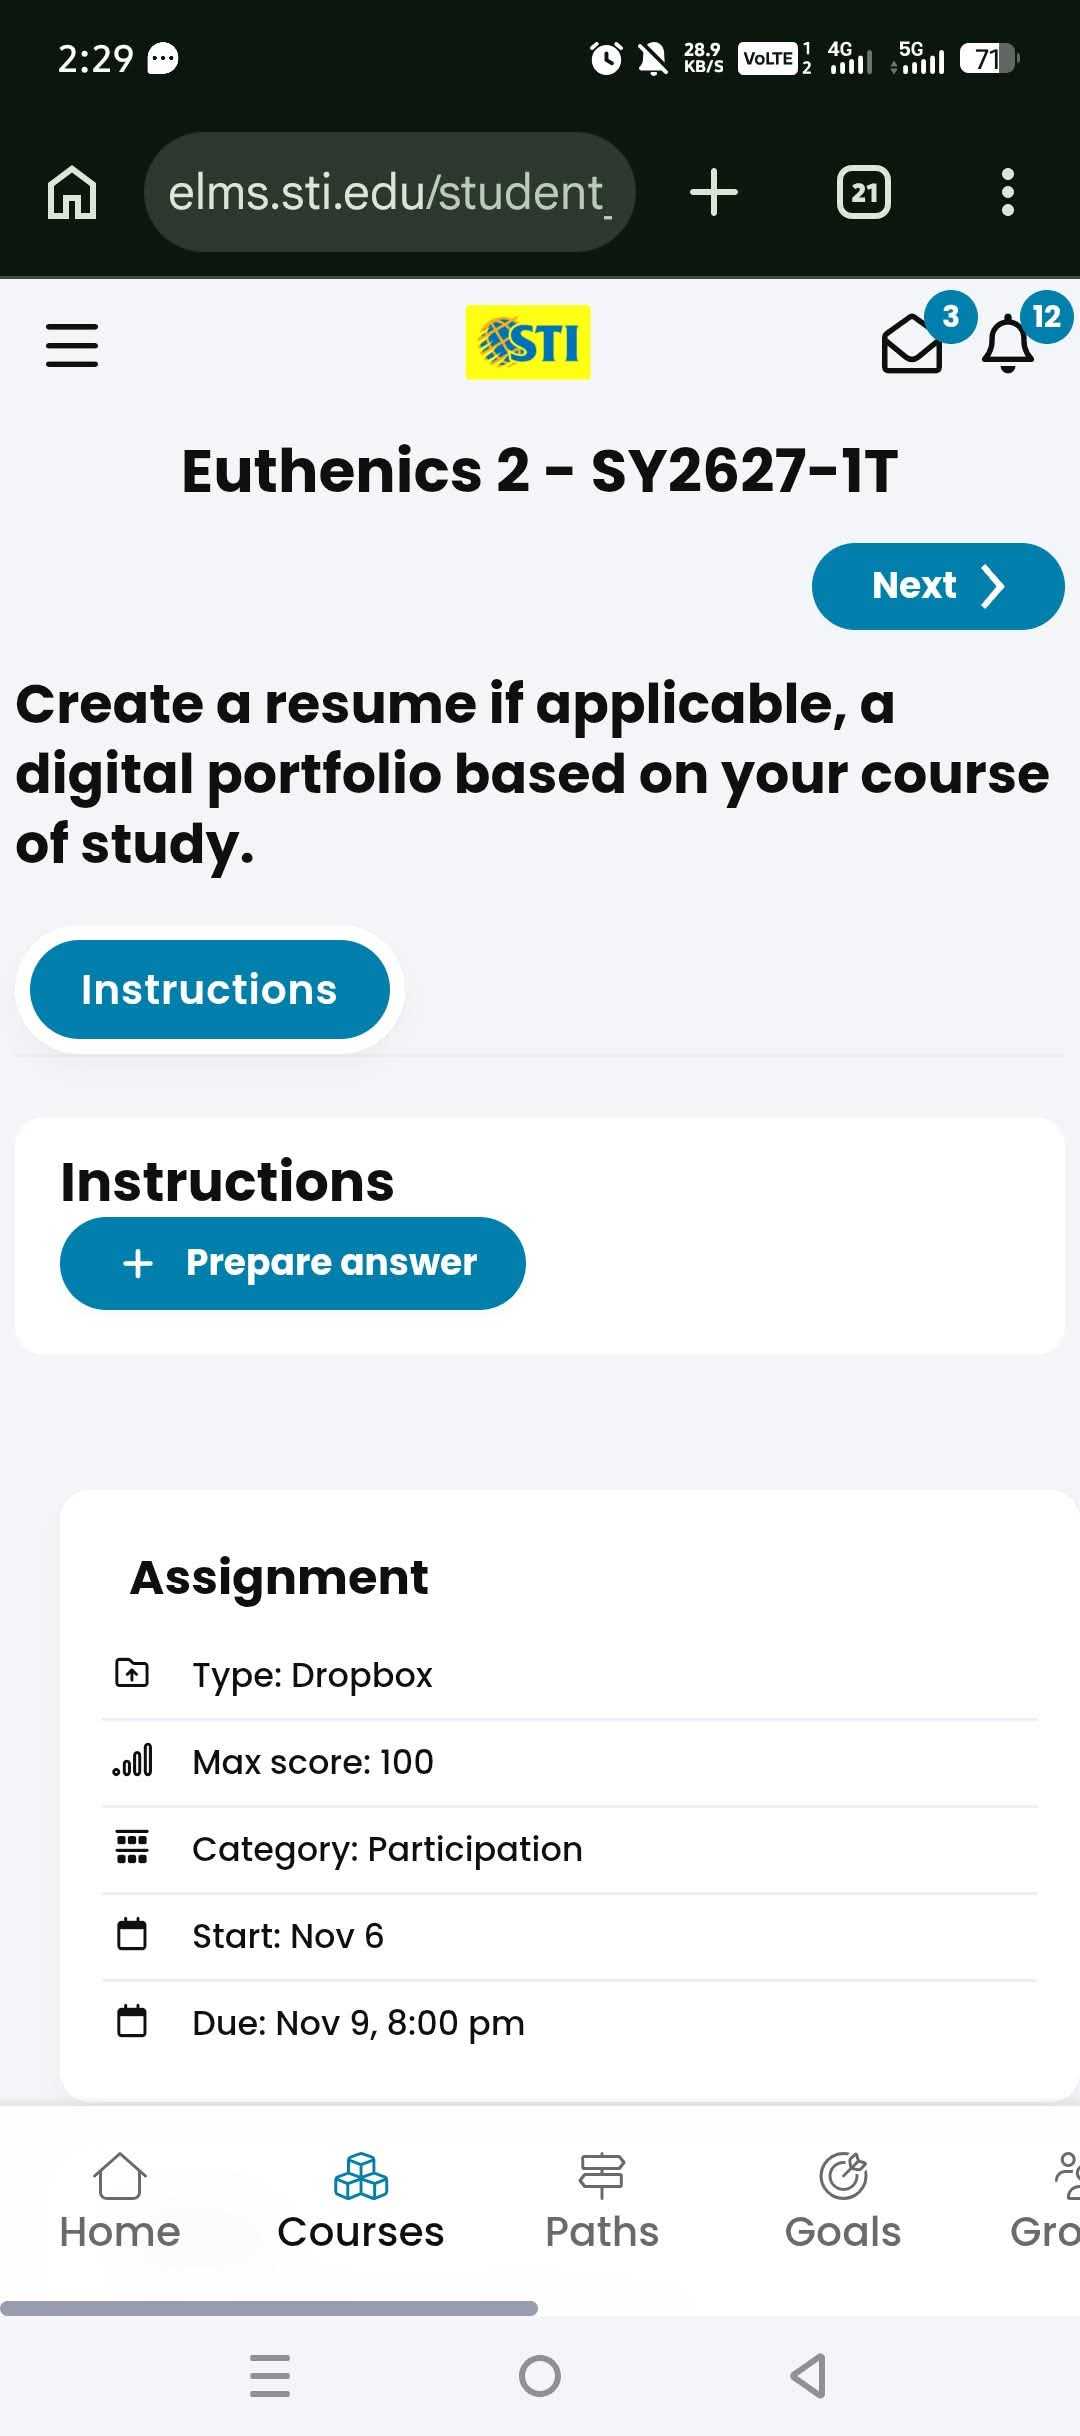 2:29
28.9 KB/S VoLTE 1 2 4G 5G 71
elms.sti.edu/student_
21
STI
3
12
Euthenics 2 - SY2627-1T
Next
Create a resume if applicable, a
digital portfolio based on your course
of study.
Instructions
Instructions
+ Prepare answer
Assignment
Type: Dropbox
Max score: 100
Category: Participation
Start: Nov 6
Due: Nov 9, 8:00 pm
Home Courses Paths Goals Gro